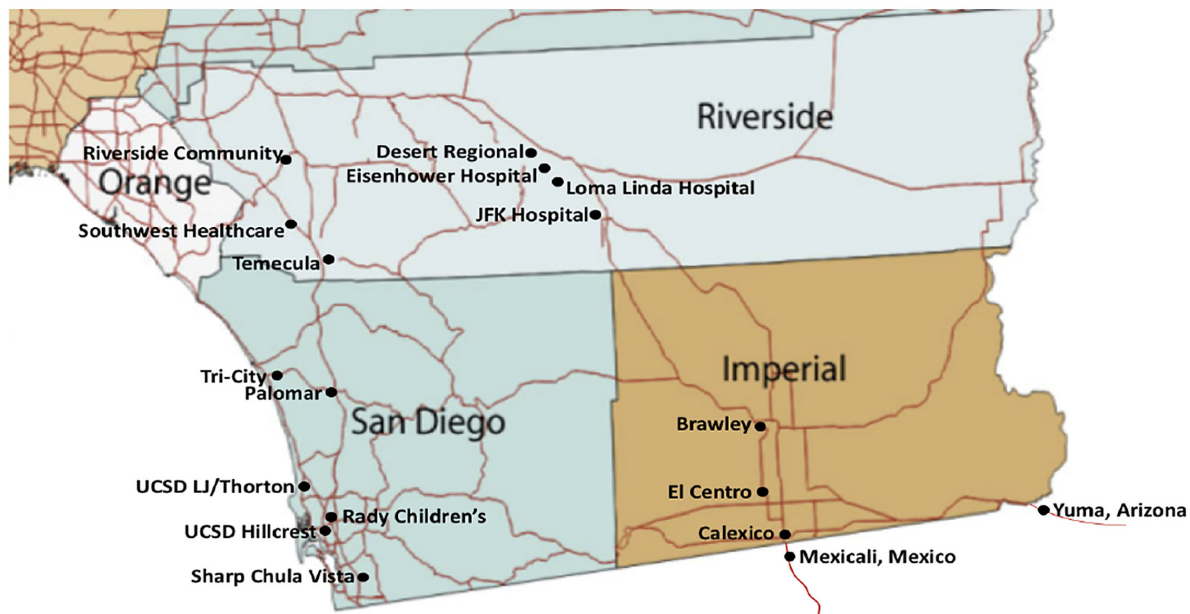 Riverside
Riverside Community
Desert Regional
Orange
Eisenhower Hospital
Loma Linda Hospital
JFK Hospital
Southwest Healthcare
Temecula
Imperial
Tri-City
Palomar
San Diego
Brawley
UCSD LJ/Thorton
El Centro
Yuma, Arizona
Rady Children's
UCSD Hillcrest
Calexico
Mexicali, Mexico
Sharp Chula Vista